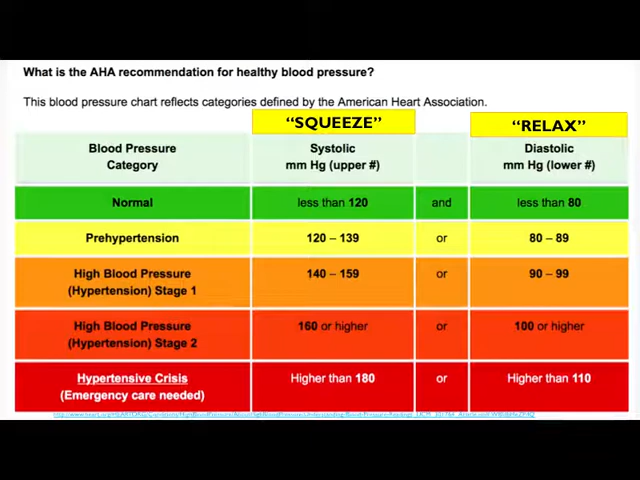 What is the AHA recommendation for healthy blood pressure?
This blood pressure chart reflects categories defined by the American Heart Association.
“SQUEEZE” “RELAX”
Blood Pressure Category Systolic mm Hg (upper #) Diastolic mm Hg (lower #)
Normal less than 120 and less than 80
Prehypertension 120 – 139 or 80 – 89
High Blood Pressure (Hypertension) Stage 1 140 – 159 or 90 – 99
High Blood Pressure (Hypertension) Stage 2 160 or higher or 100 or higher
Hypertensive Crisis (Emergency care needed) Higher than 180 or Higher than 110